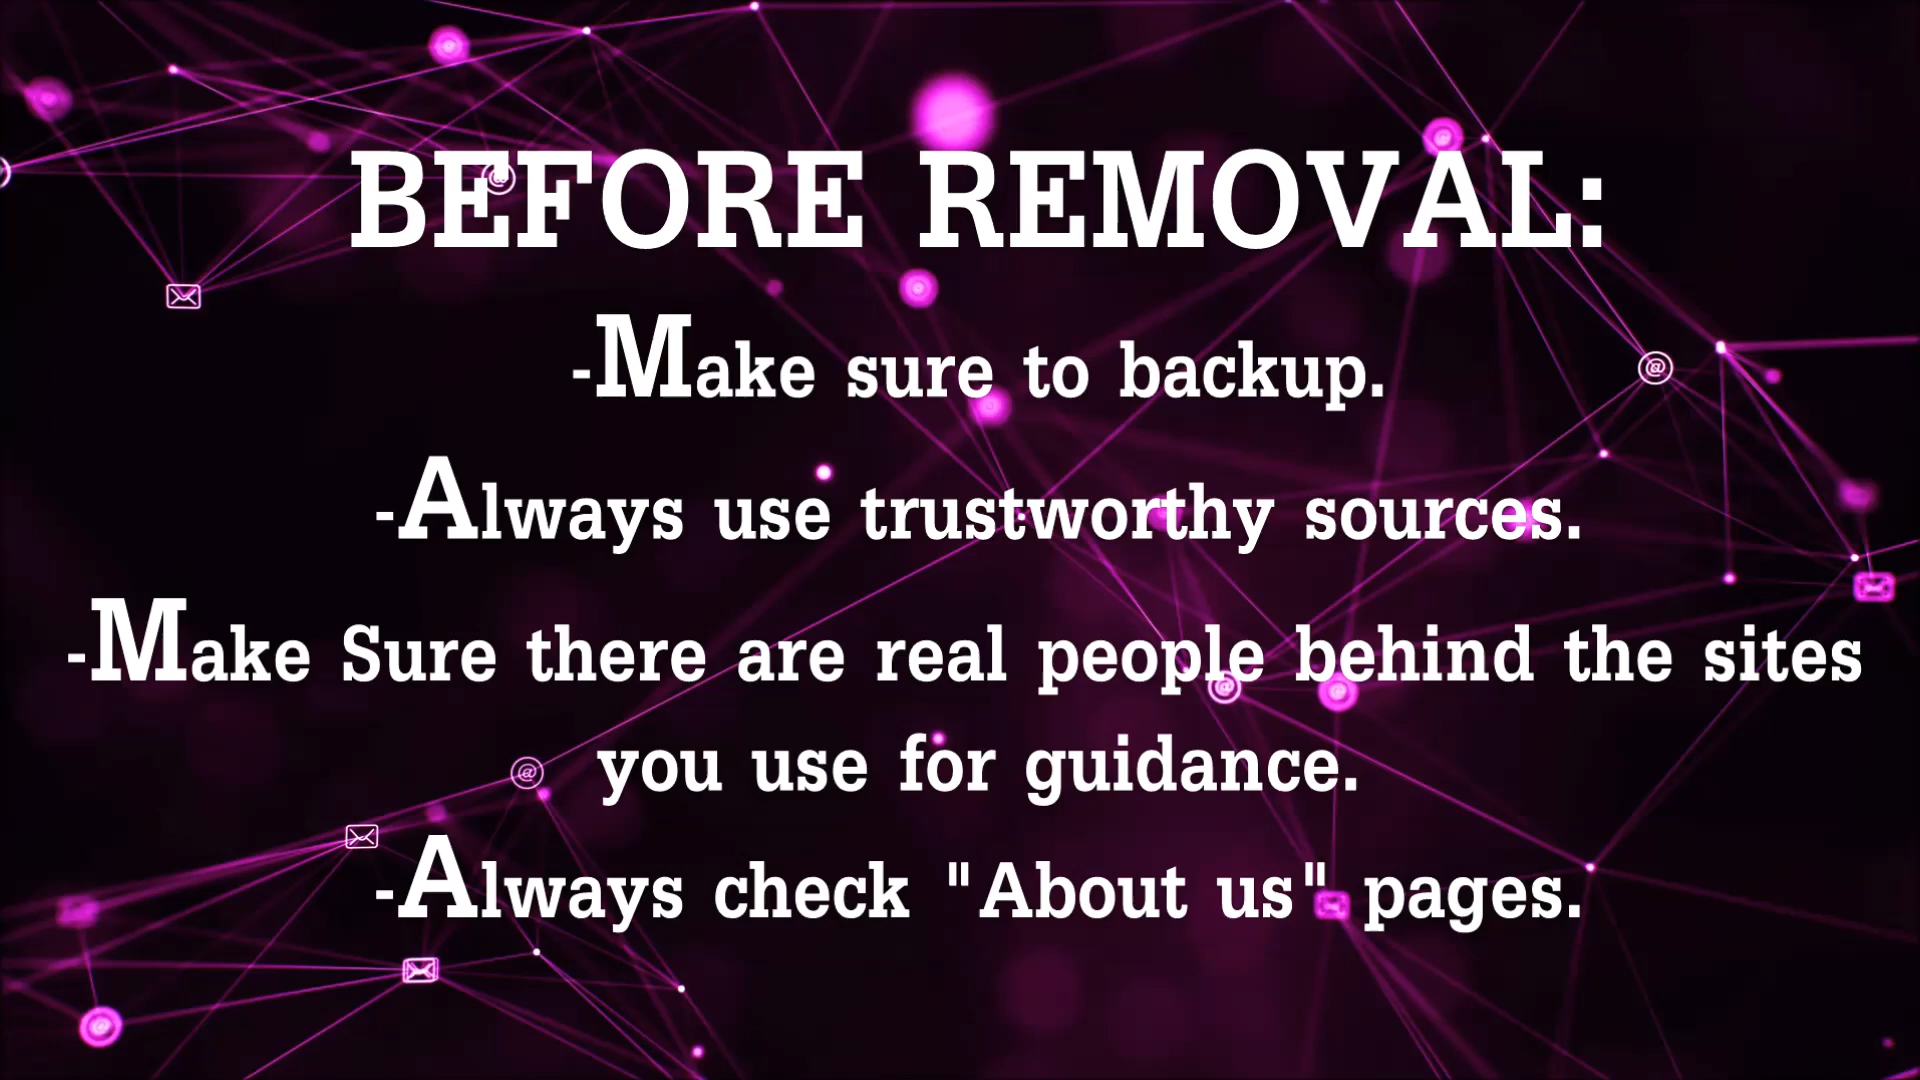 BEFORE REMOVAL:
-Make sure to backup.
-Always use trustworthy sources.
-Make Sure there are real people behind the sites
you use for guidance.
-Always check "About us" pages.